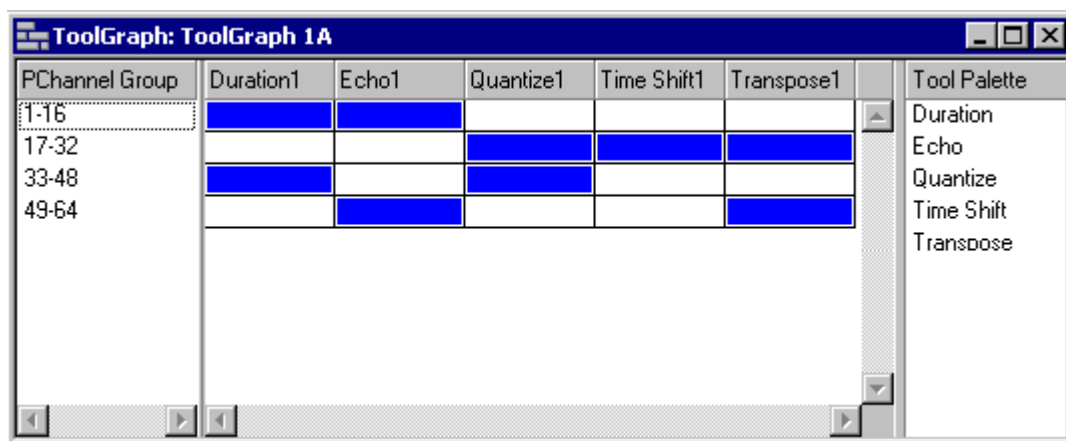 ToolGraph: ToolGraph 1A
PChannel Group Duration1 Echo1 Quantize1 Time Shift1 Transpose1 Tool Palette
1-16 Duration
17-32 Echo
33-48 Quantize
49-64 Time Shift
Transpose